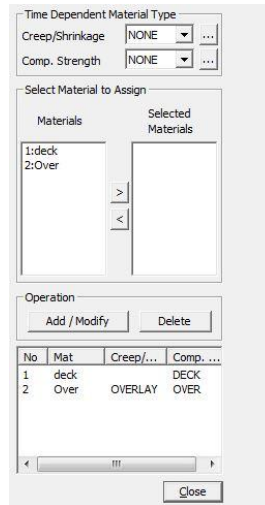 Time Dependent Material Type
Creep/Shrinkage NONE ...
Comp. Strength NONE ...
Select Material to Assign
Materials Selected Materials
1:deck
2:Over
>
<
Operation
Add / Modify Delete
No Mat Creep/... Comp. ...
1 deck DECK
2 Over OVERLAY OVER
Close